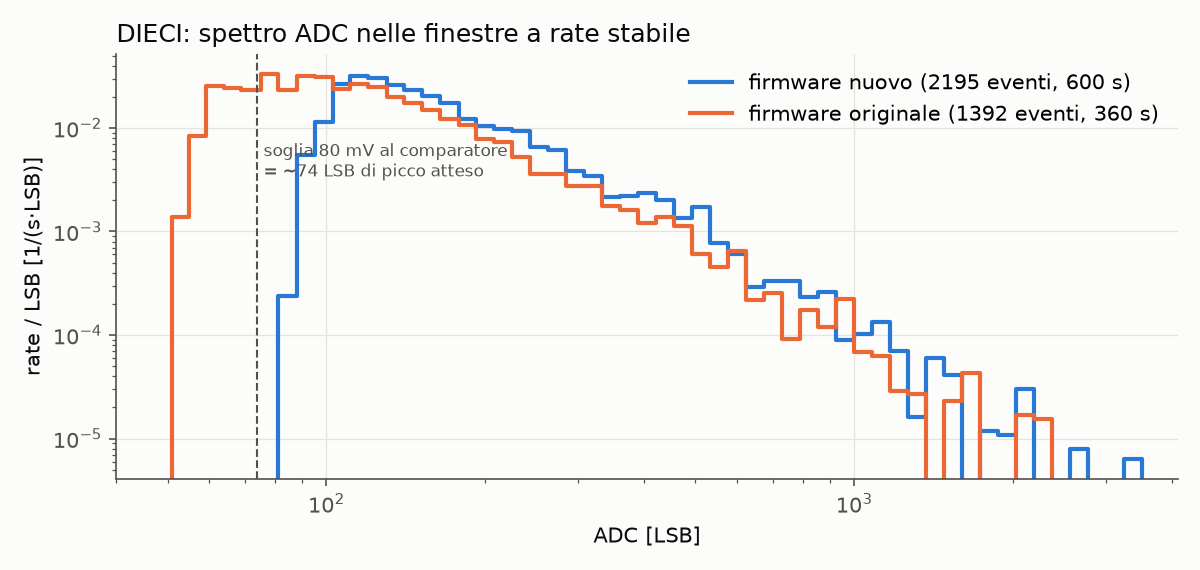 DIECI: spettro ADC nelle finestre a rate stabile
firmware nuovo (2195 eventi, 600 s)
firmware originale (1392 eventi, 360 s)
soglia 80 mV al comparatore
= ~74 LSB di picco atteso
rate / LSB [1/(s·LSB)]
10⁻²
10⁻³
10⁻⁴
10⁻⁵
10²
10³
ADC [LSB]